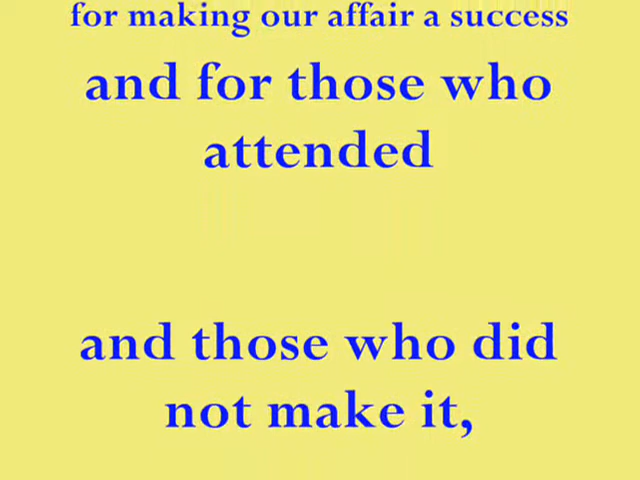 for making our affair a success
and for those who
attended
and those who did
not make it,